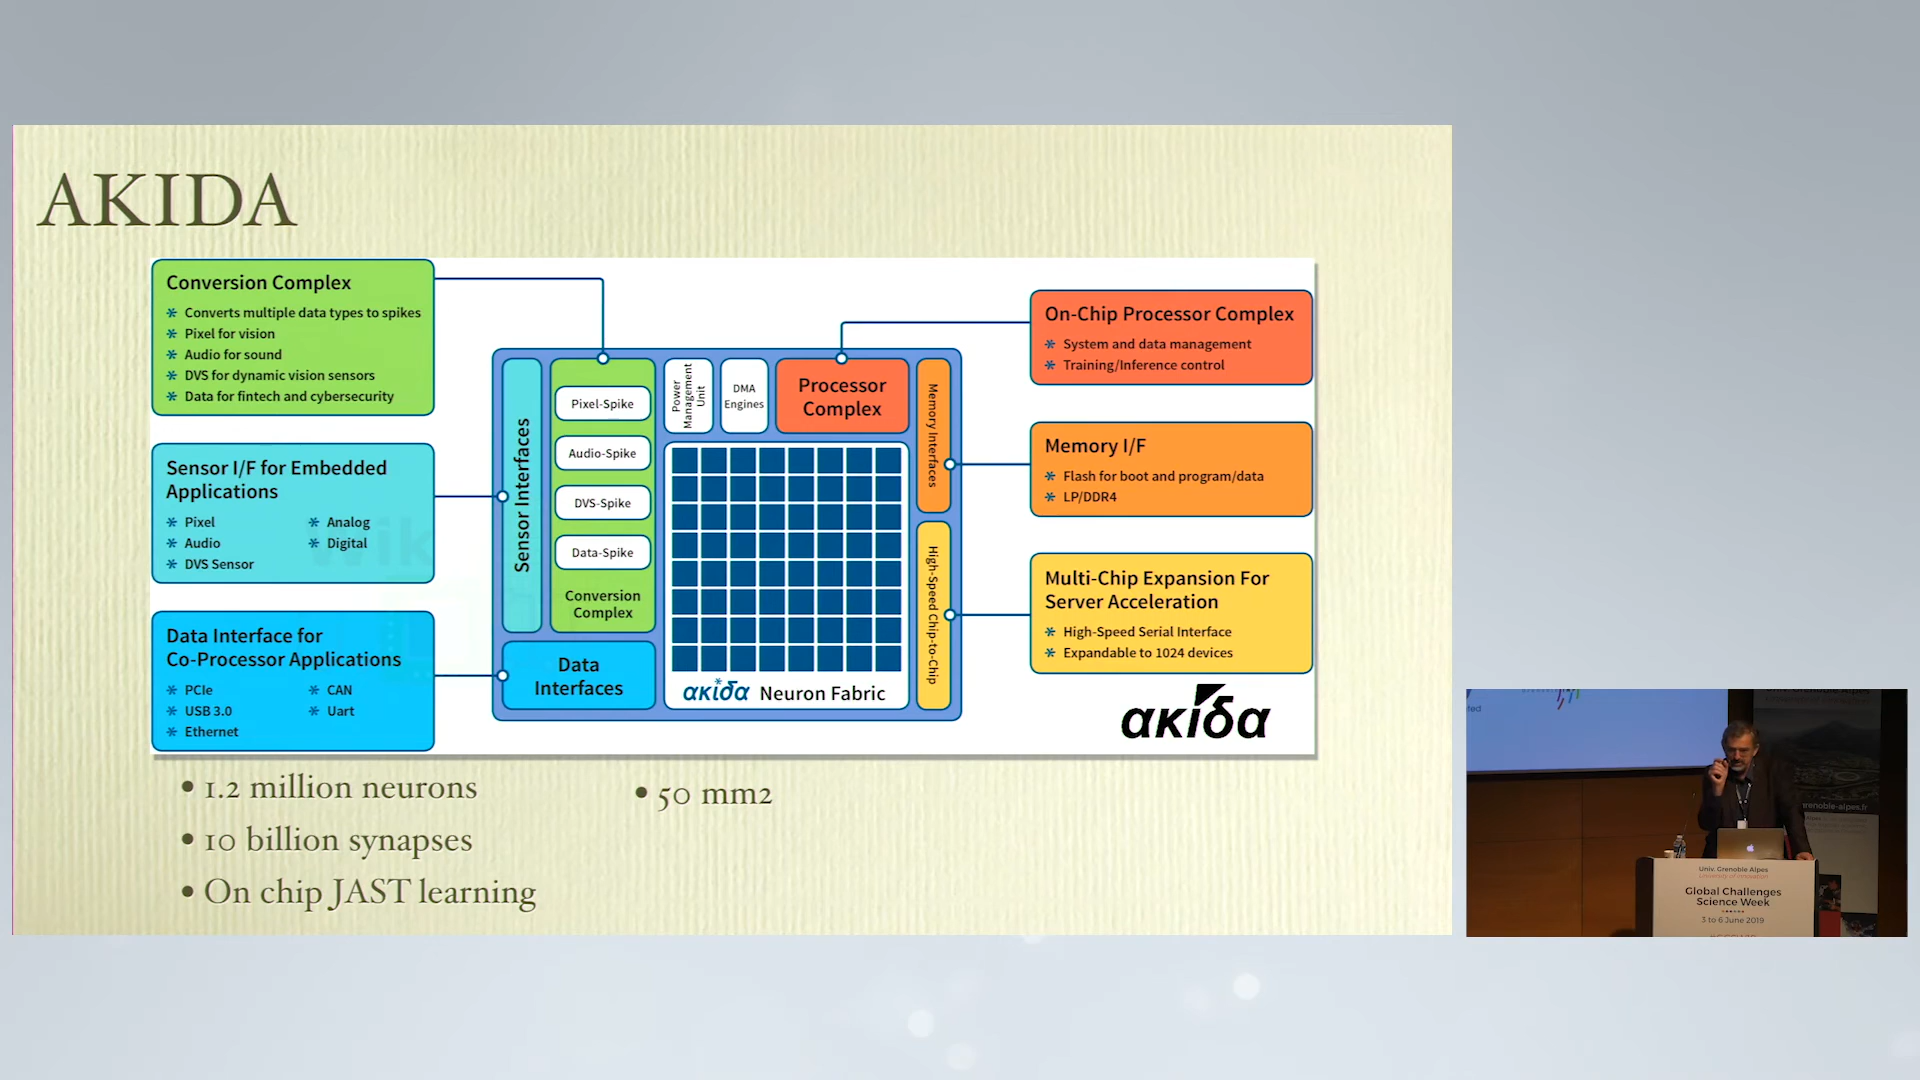 AKIDA
Conversion Complex
* Converts multiple data types to spikes
* Pixel for vision
* Audio for sound
* DVS for dynamic vision sensors
* Data for fintech and cybersecurity
Sensor I/F for Embedded
Applications
* Pixel
* Audio
* DVS Sensor
* Analog
* Digital
Data Interface for
Co-Processor Applications
* PCIe
* USB 3.0
* Ethernet
* CAN
* Uart
Sensor Interfaces
Pixel-Spike
Audio-Spike
DVS-Spike
Data-Spike
Conversion
Complex
Data
Interfaces
Power
Management
Unit
DMA
Engines
Processor
Complex
Memory Interfaces
High-Speed Chip-to-Chip
akida Neuron Fabric
On-Chip Processor Complex
* System and data management
* Training/Inference control
Memory I/F
* Flash for boot and program/data
* LP/DDR4
Multi-Chip Expansion For
Server Acceleration
* High-Speed Serial Interface
* Expandable to 1024 devices
ακίδα
• 1.2 million neurons
• 10 billion synapses
• On chip JAST learning
• 50 mm2
Univ. Grenoble Alpes
University of Innovation
Global Challenges
Science Week
3 to 6 June 2019